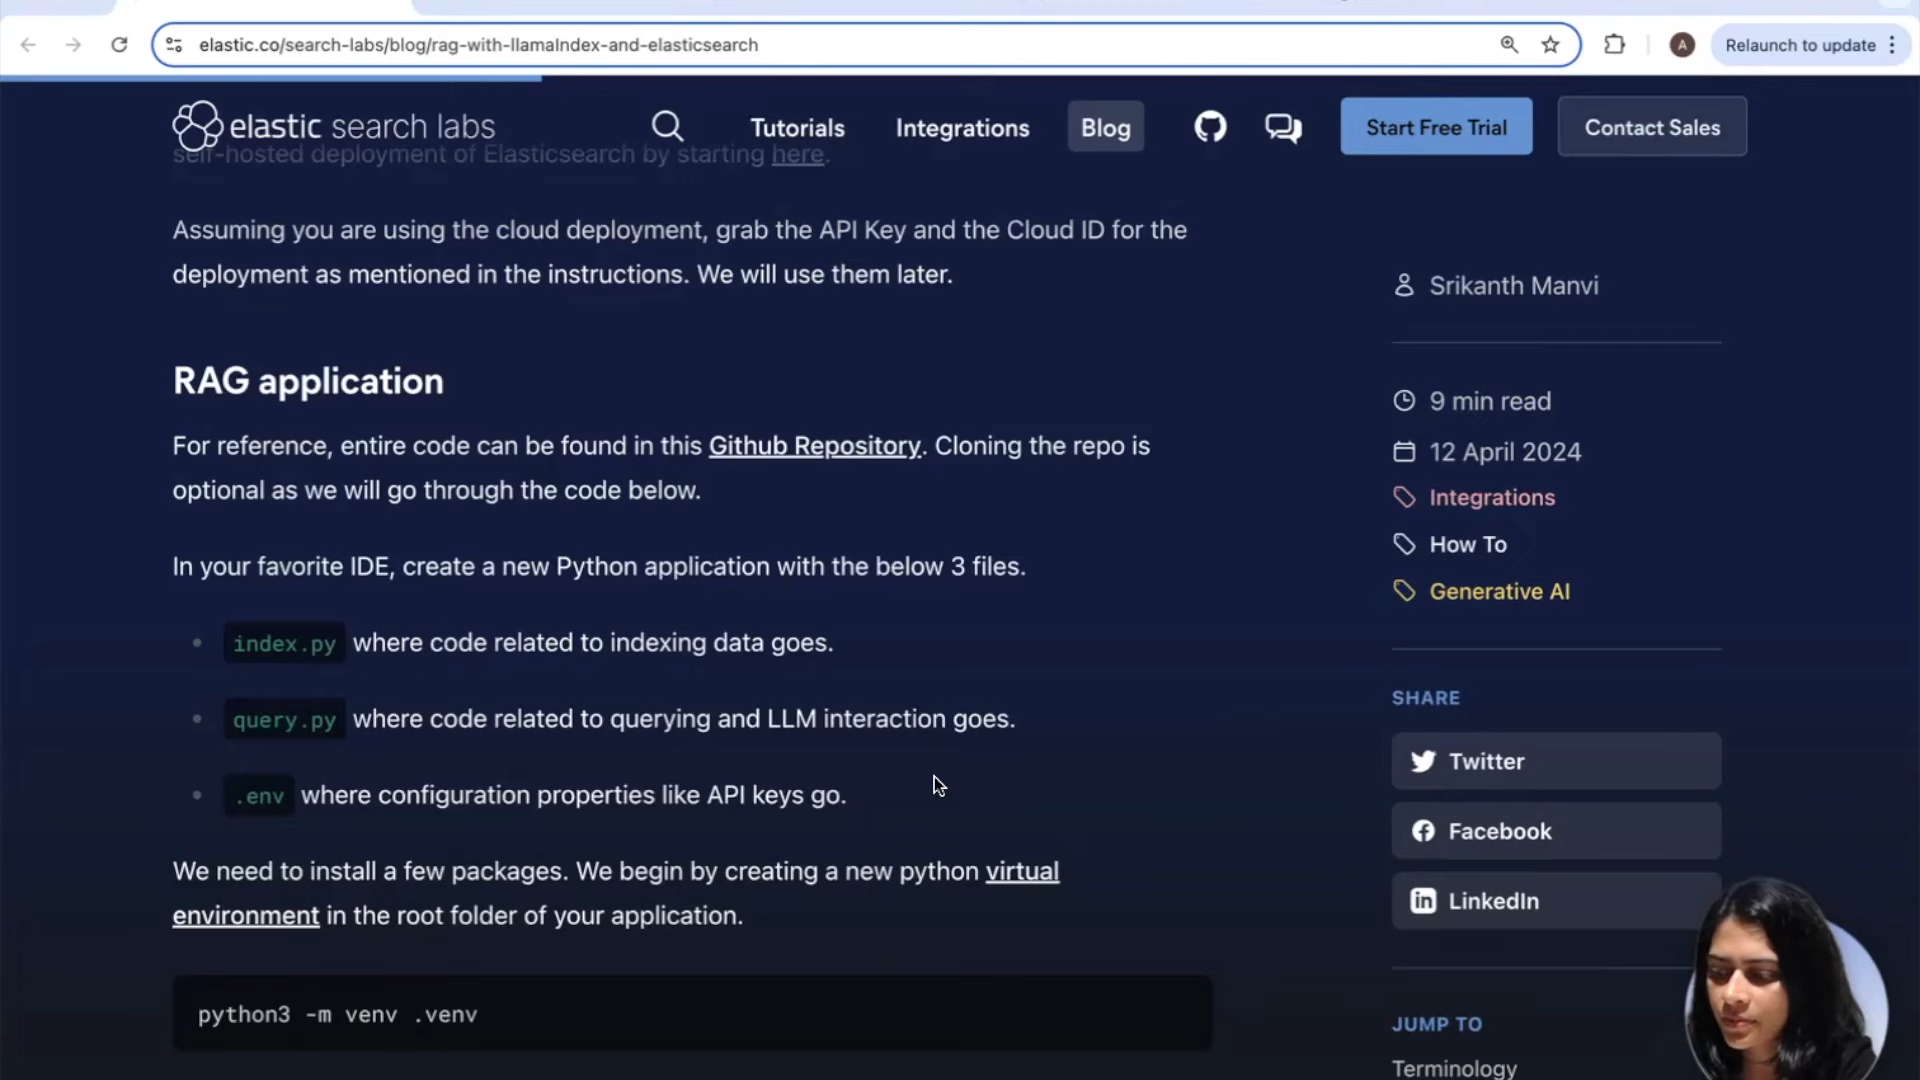 elastic.co/search-labs/blog/rag-with-llamaIndex-and-elasticsearch
A
Relaunch to update
elastic search labs
Tutorials
Integrations
Blog
Start Free Trial
Contact Sales
self-hosted deployment of Elasticsearch by starting here.
Assuming you are using the cloud deployment, grab the API Key and the Cloud ID for the
deployment as mentioned in the instructions. We will use them later.
RAG application
For reference, entire code can be found in this Github Repository. Cloning the repo is
optional as we will go through the code below.
In your favorite IDE, create a new Python application with the below 3 files.
• index.py where code related to indexing data goes.
• query.py where code related to querying and LLM interaction goes.
• .env where configuration properties like API keys go.
We need to install a few packages. We begin by creating a new python virtual
environment in the root folder of your application.
python3 -m venv .venv
Srikanth Manvi
9 min read
12 April 2024
Integrations
How To
Generative AI
SHARE
Twitter
Facebook
LinkedIn
JUMP TO
Terminology